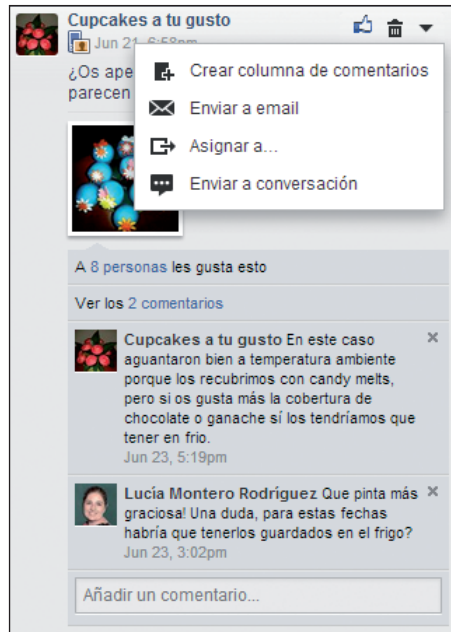 Cupcakes a tu gusto
Jun 21, 6:58pm
¿Os ape
parecen
Crear columna de comentarios
Enviar a email
Asignar a...
Enviar a conversación
A 8 personas les gusta esto
Ver los 2 comentarios
Cupcakes a tu gusto En este caso
aguantaron bien a temperatura ambiente
porque los recubrimos con candy melts,
pero si os gusta más la cobertura de
chocolate o ganache sí los tendríamos que
tener en frio.
Jun 23, 5:19pm
Lucía Montero Rodríguez Que pinta más
graciosa! Una duda, para estas fechas
habría que tenerlos guardados en el frigo?
Jun 23, 3:02pm
Añadir un comentario...